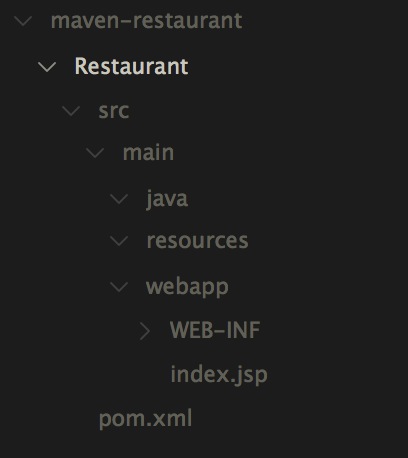 maven-restaurant
Restaurant
src
main
java
resources
webapp
WEB-INF
index.jsp
pom.xml